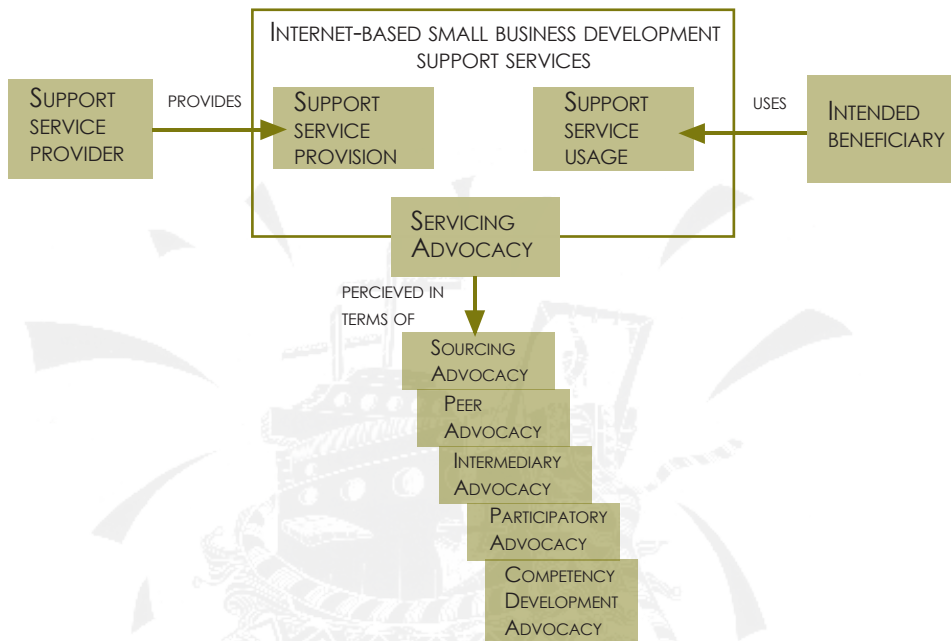 Internet-based small business development
support services
Support
service
provider
provides
Support
service
provision
Support
service
usage
uses
Intended
beneficiary
Servicing
Advocacy
percieved in
terms of
Sourcing
Advocacy
Peer
Advocacy
Intermediary
Advocacy
Participatory
Advocacy
Competency
Development
Advocacy